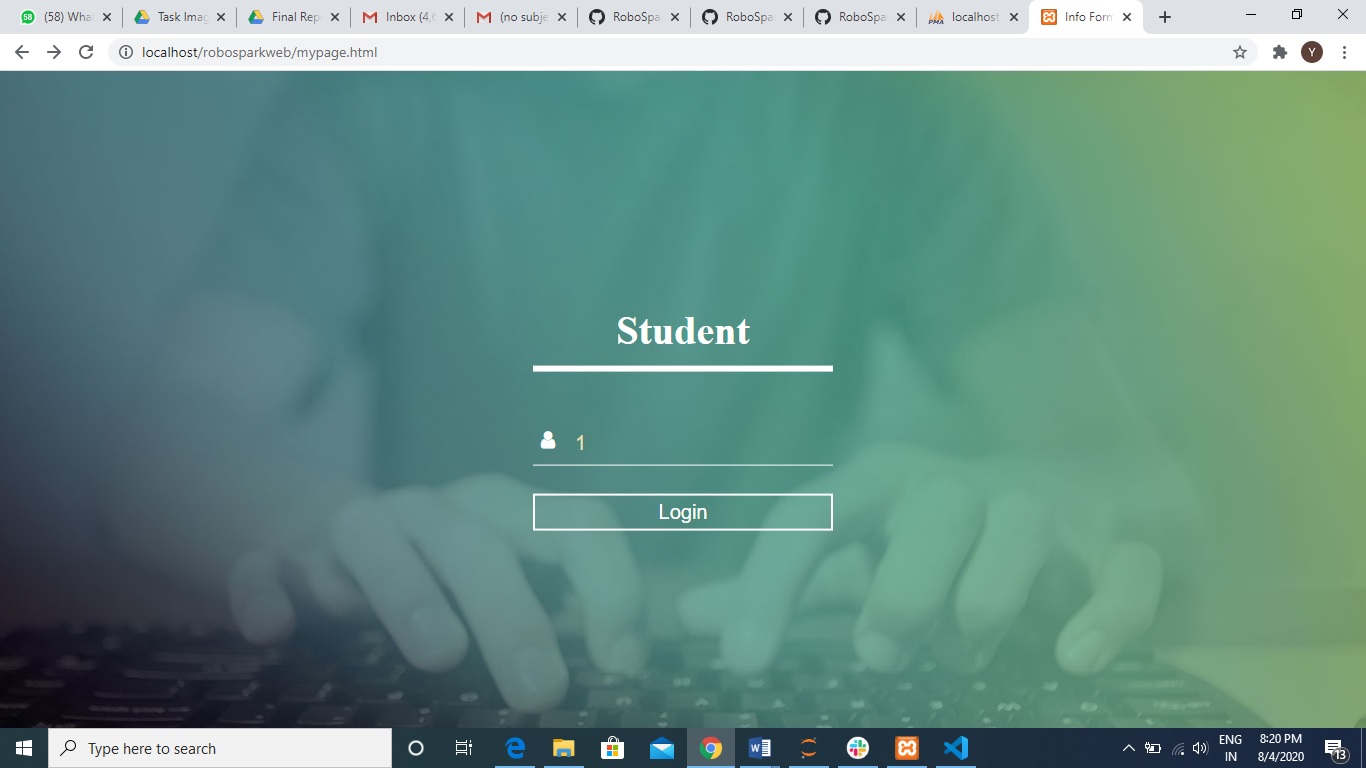 (58) What
Task Imag
Final Rep
Inbox (4,6
(no subje
RoboSpa
RoboSpa
RoboSpa
localhost
Info Form
localhost/robosparkweb/mypage.html
Y
Student
1
Login
Type here to search
ENG
IN
8:20 PM
8/4/2020
13